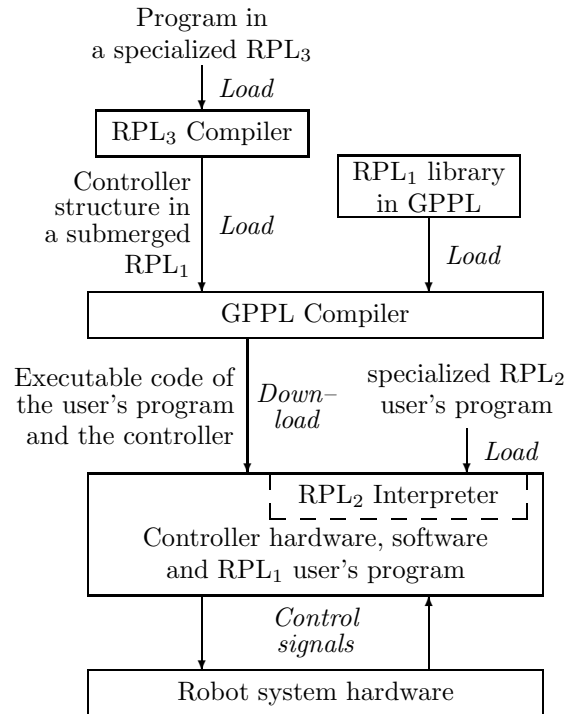 Program in
a specialized RPL₃
Load
RPL₃ Compiler
Controller
structure in
a submerged
RPL₁
Load
RPL₁ library
in GPPL
Load
GPPL Compiler
Executable code of
the user's program
and the controller
Down–
load
specialized RPL₂
user's program
Load
RPL₂ Interpreter
Controller hardware, software
and RPL₁ user's program
Control
signals
Robot system hardware